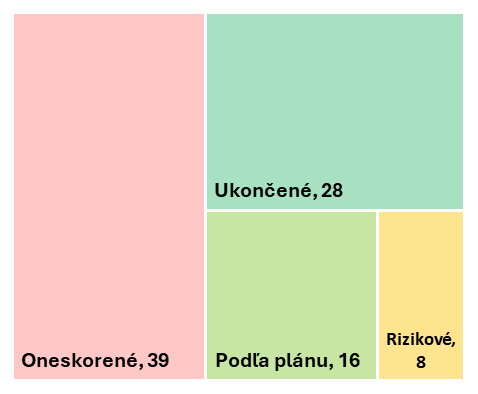 Ukončené, 28
Oneskorené, 39
Podľa plánu, 16
Rizikové,
8